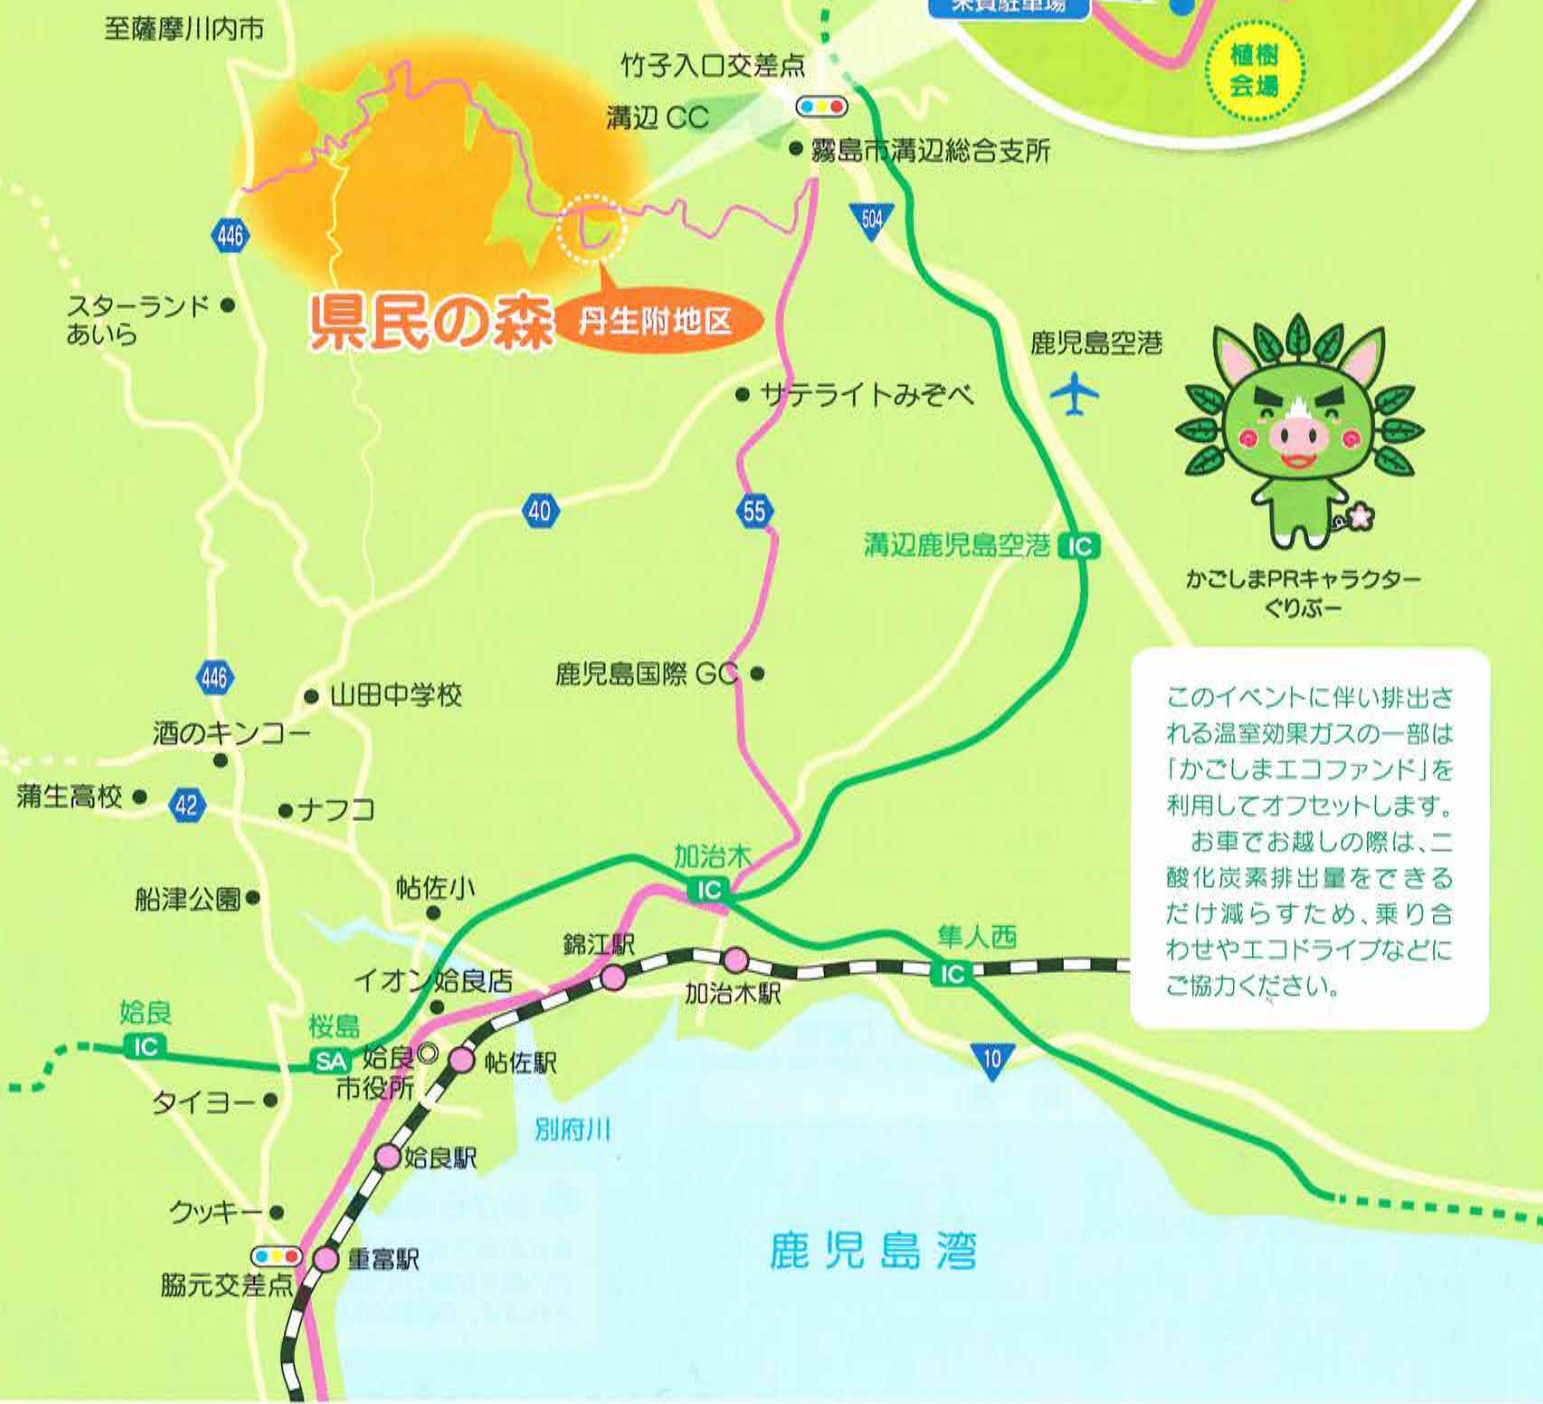 至薩摩川内市
来賓駐車場
植樹
会場
竹子入口交差点
溝辺 CC
霧島市溝辺総合支所
446
504
スターランド
あいら
県民の森
丹生附地区
鹿児島空港
サテライトみぞべ
40
55
溝辺鹿児島空港 IC
かごしまPRキャラクター
ぐりぶー
446
山田中学校
鹿児島国際 GC
酒のキンコー
蒲生高校
42
ナフコ
このイベントに伴い排出さ
れる温室効果ガスの一部は
「かごしまエコファンド」を
利用してオフセットします。
お車でお越しの際は、二
酸化炭素排出量をできる
だけ減らすため、乗り合
わせやエコドライブなどに
ご協力ください。
加治木
IC
船津公園
帖佐小
錦江駅
隼人西
IC
加治木駅
イオン姶良店
姶良
IC
桜島
SA
姶良
市役所
帖佐駅
10
タイヨー
別府川
姶良駅
クッキー
鹿児島湾
重富駅
脇元交差点